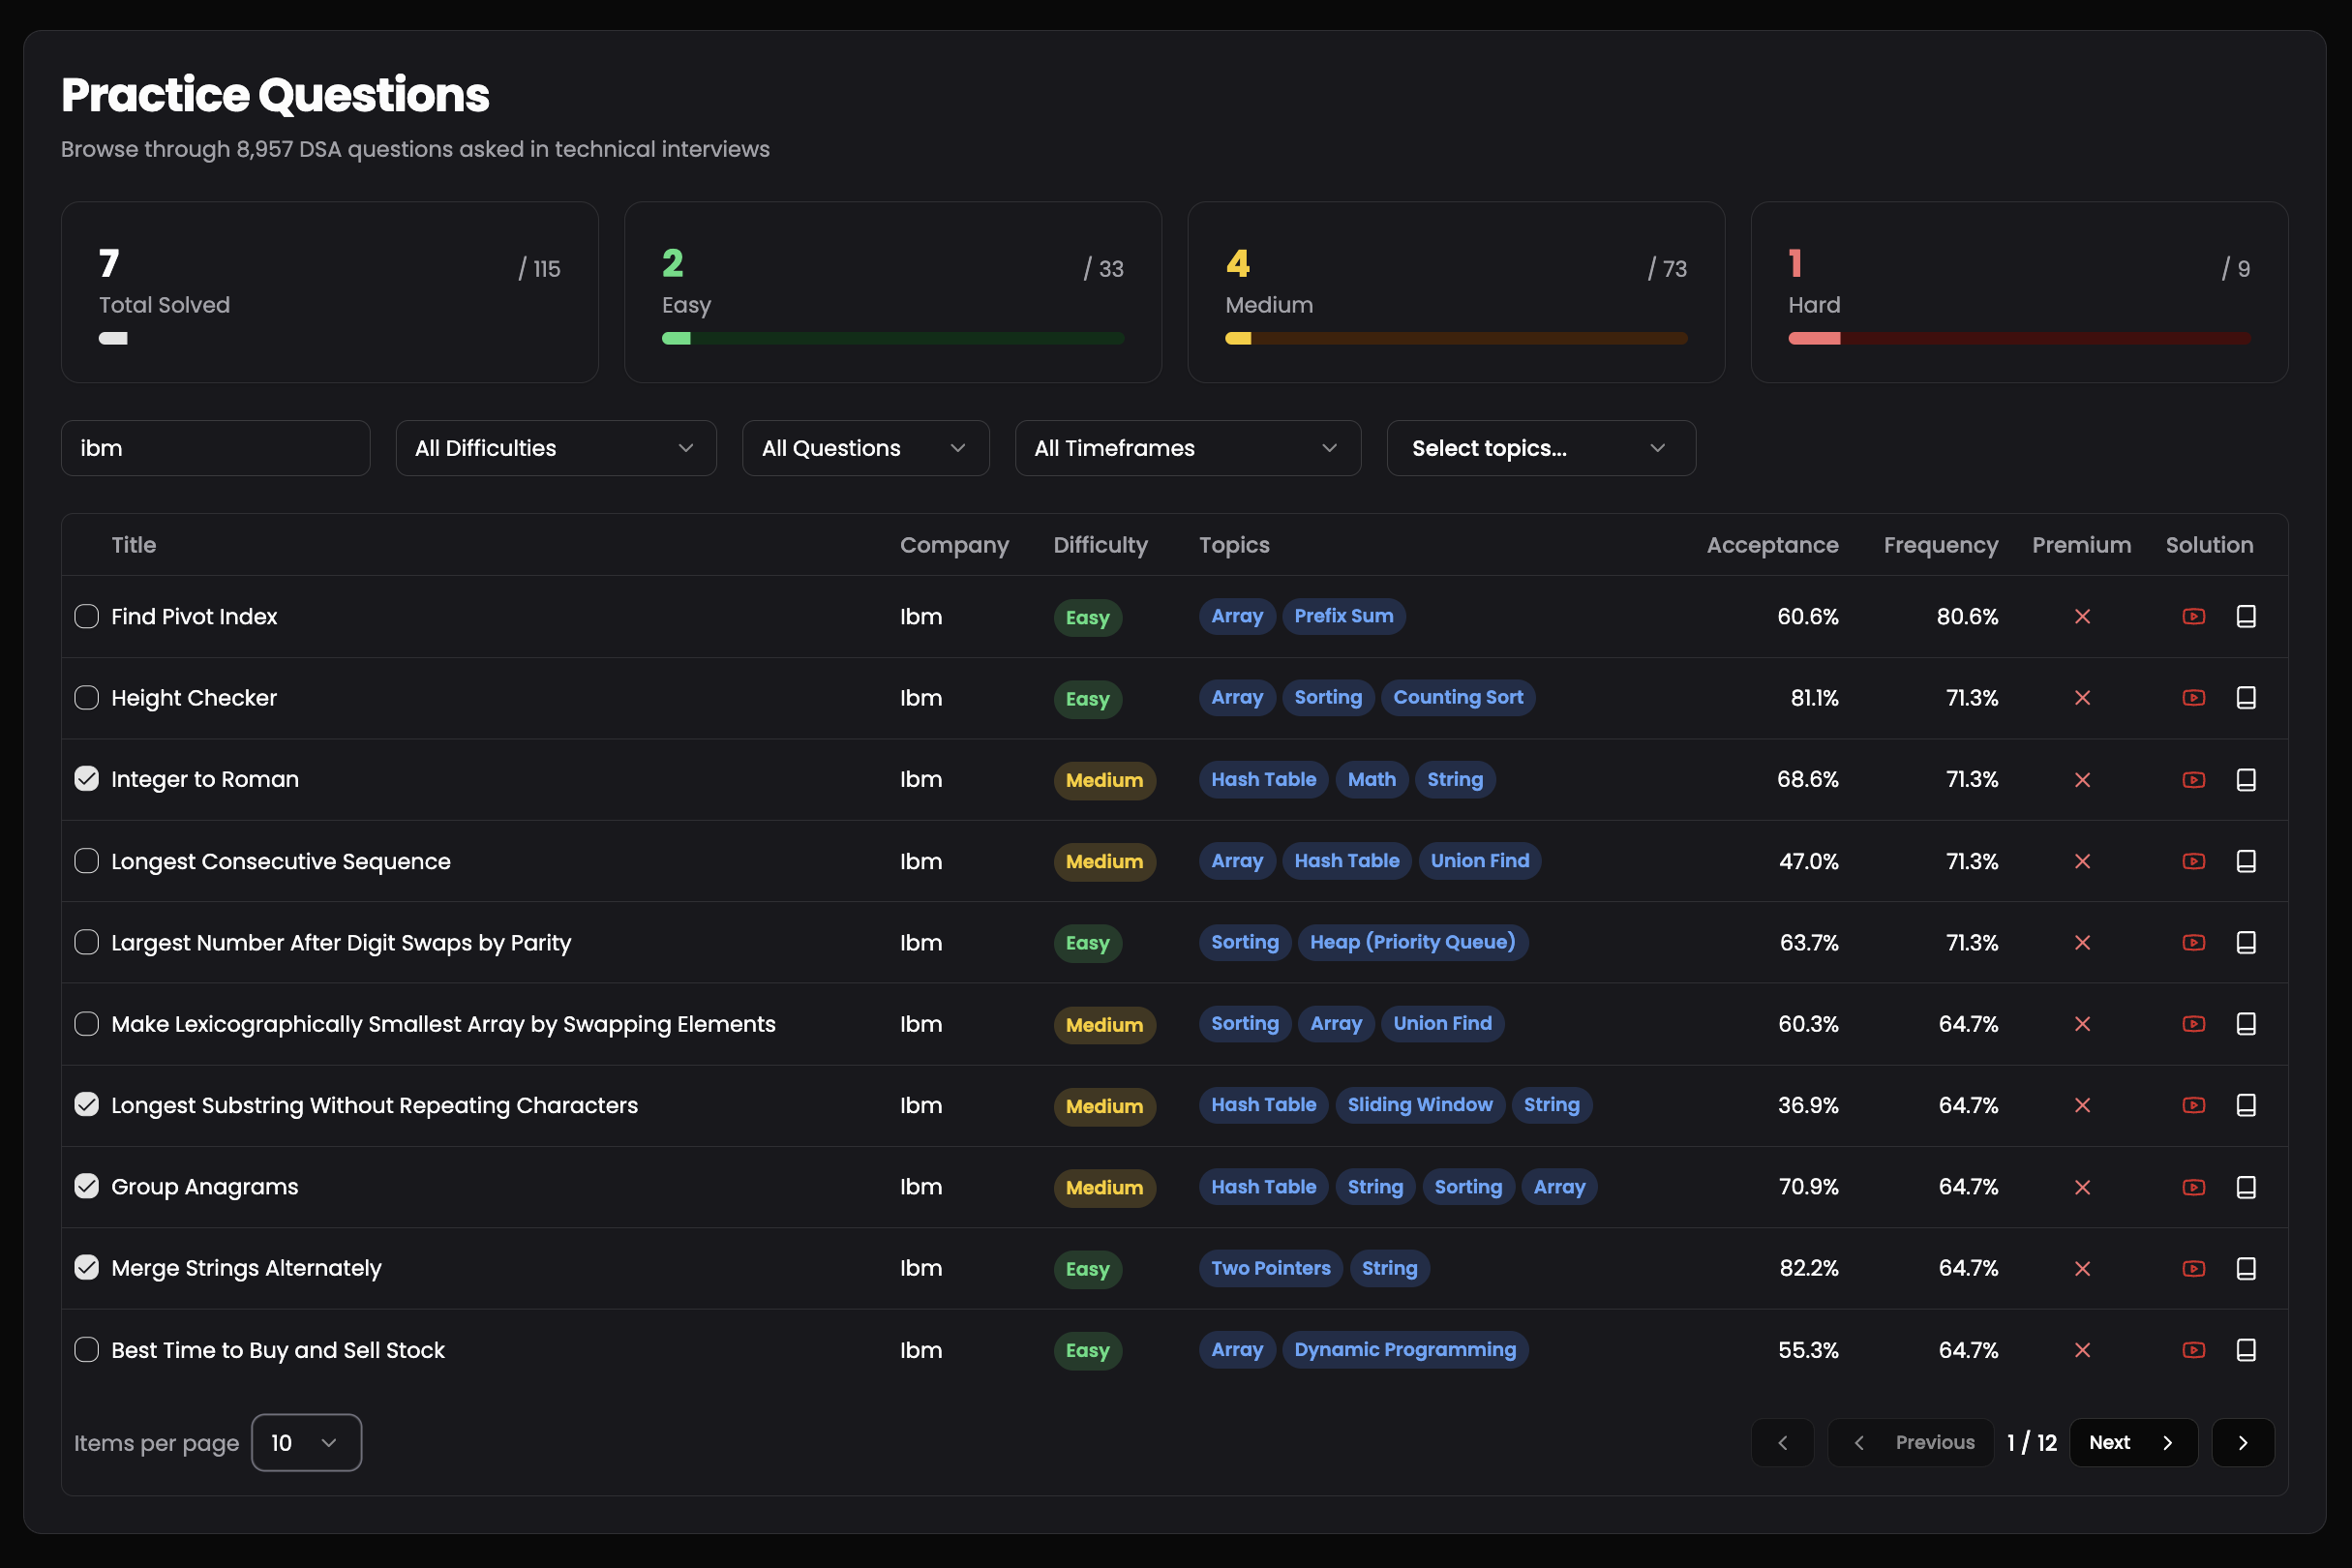 Practice Questions
Browse through 8,957 DSA questions asked in technical interviews
7 / 115
Total Solved
2 / 33
Easy
4 / 73
Medium
1 / 9
Hard
ibm All Difficulties All Questions All Timeframes Select topics...
Title Company Difficulty Topics Acceptance Frequency Premium Solution
Find Pivot Index Ibm Easy Array Prefix Sum 60.6% 80.6%
Height Checker Ibm Easy Array Sorting Counting Sort 81.1% 71.3%
Integer to Roman Ibm Medium Hash Table Math String 68.6% 71.3%
Longest Consecutive Sequence Ibm Medium Array Hash Table Union Find 47.0% 71.3%
Largest Number After Digit Swaps by Parity Ibm Easy Sorting Heap (Priority Queue) 63.7% 71.3%
Make Lexicographically Smallest Array by Swapping Elements Ibm Medium Sorting Array Union Find 60.3% 64.7%
Longest Substring Without Repeating Characters Ibm Medium Hash Table Sliding Window String 36.9% 64.7%
Group Anagrams Ibm Medium Hash Table String Sorting Array 70.9% 64.7%
Merge Strings Alternately Ibm Easy Two Pointers String 82.2% 64.7%
Best Time to Buy and Sell Stock Ibm Easy Array Dynamic Programming 55.3% 64.7%
Items per page 10 Previous 1 / 12 Next